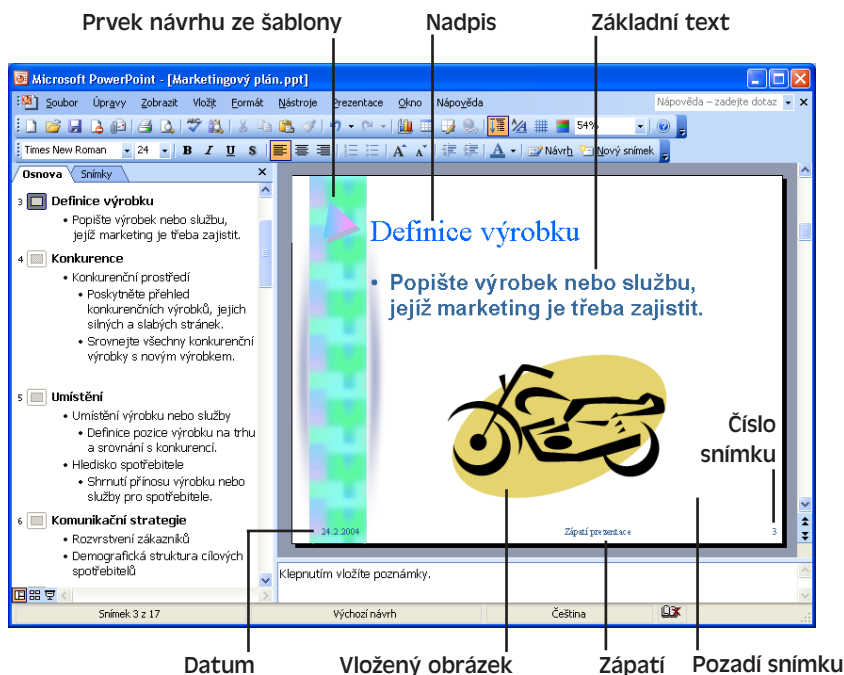 Prvek návrhu ze šablony
Nadpis
Základní text
Microsoft PowerPoint - [Marketingový plán.ppt]
Soubor Úpravy Zobrazit Vložit Formát Nástroje Prezentace Okno Nápověda
Nápověda – zadejte dotaz
54%
Times New Roman 24 B I U S A A A Návrh Nový snímek
Osnova Snímky
3 Definice výrobku
• Popište výrobek nebo službu,
jejíž marketing je třeba zajistit.
4 Konkurence
• Konkurenční prostředí
• Poskytněte přehled
konkurenčních výrobků, jejich
silných a slabých stránek.
• Srovnejte všechny konkurenční
výrobky s novým výrobkem.
5 Umístění
• Umístění výrobku nebo služby
• Definice pozice výrobku na trhu
a srovnání s konkurencí.
• Hledisko spotřebitele
• Shrnutí přínosu výrobku nebo
služby pro spotřebitele.
6 Komunikační strategie
• Rozvrstvení zákazníků
• Demografická struktura cílových
spotřebitelů
Definice výrobku
• Popište výrobek nebo službu,
jejíž marketing je třeba zajistit.
Číslo
snímku
24.2.2004
Zápatí prezentace
3
Klepnutím vložíte poznámky.
Snímek 3 z 17
Výchozí návrh
Čeština
Datum
Vložený obrázek
Zápatí
Pozadí snímku